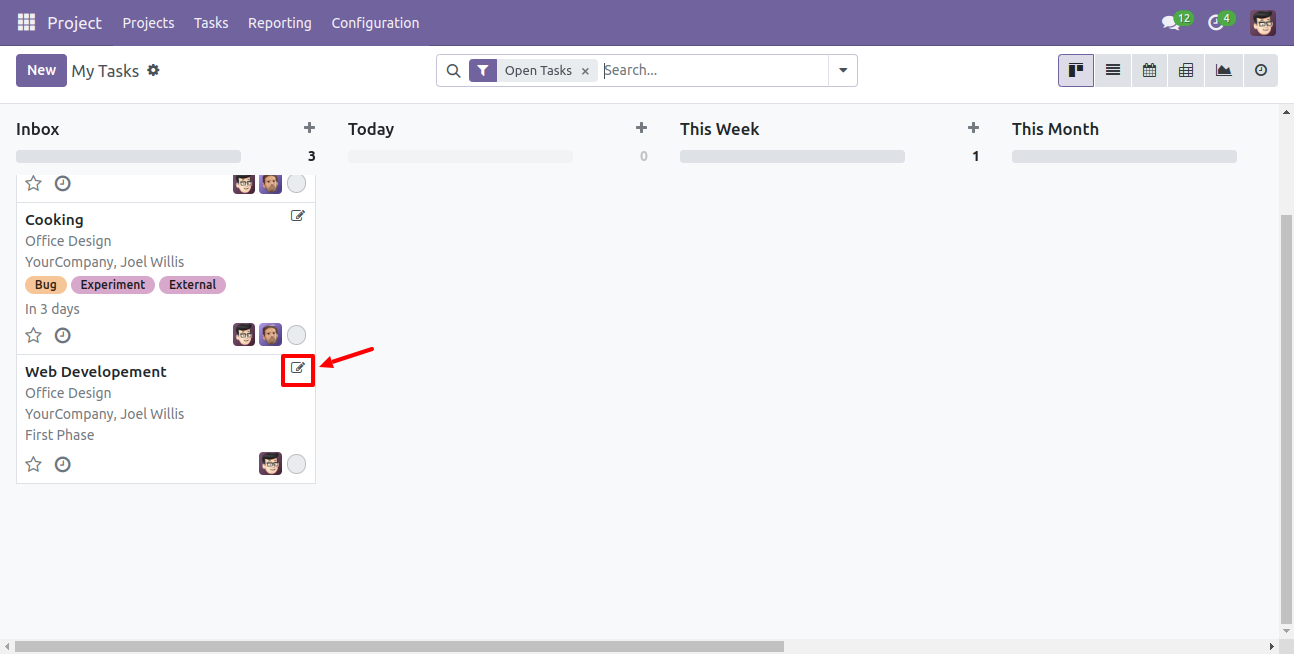 Project Projects Tasks Reporting Configuration 12 4
New My Tasks Open Tasks × Search...
Inbox + Today + This Week + This Month
3 0 1
Cooking
Office Design
YourCompany, Joel Willis
Bug Experiment External
In 3 days
Web Developement
Office Design
YourCompany, Joel Willis
First Phase